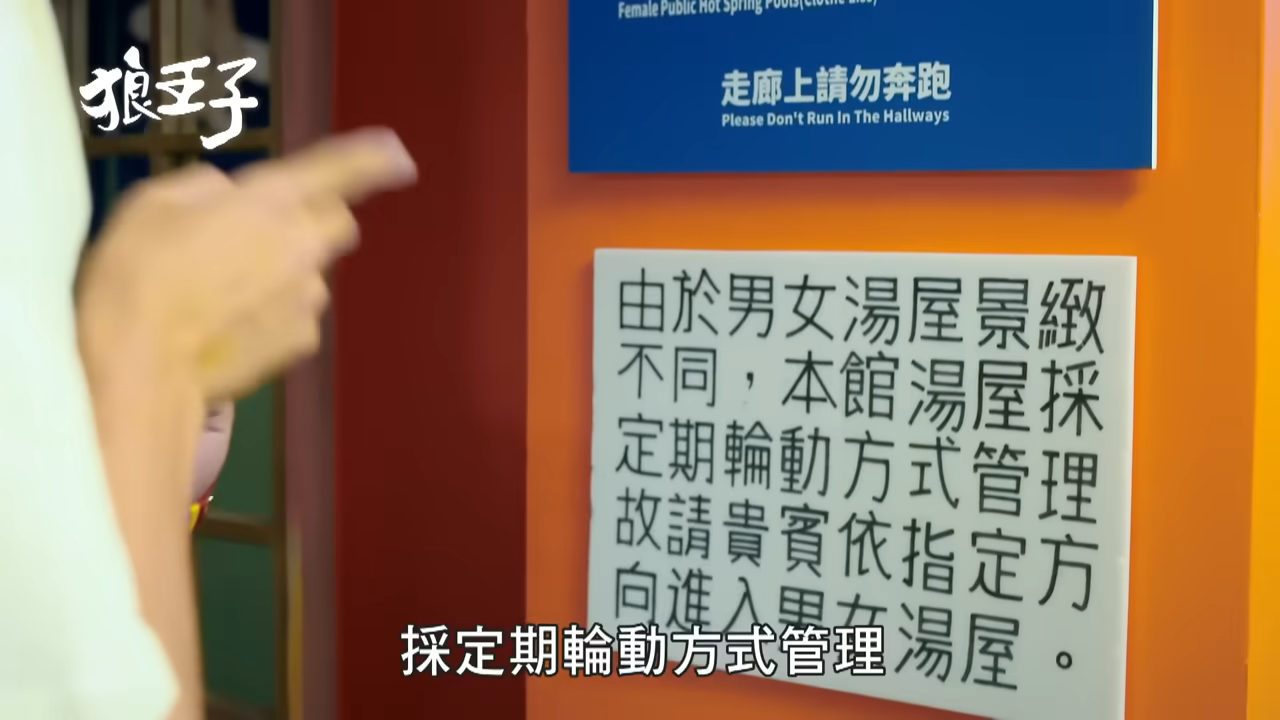 狼王子
Female Public Hot Spring Pools
走廊上請勿奔跑
Please Don't Run In The Hallways
由於男女湯屋景緻
不同，本館湯屋採
定期輪動方式管理
故請貴賓依指定方
向進入男女湯屋。
採定期輪動方式管理